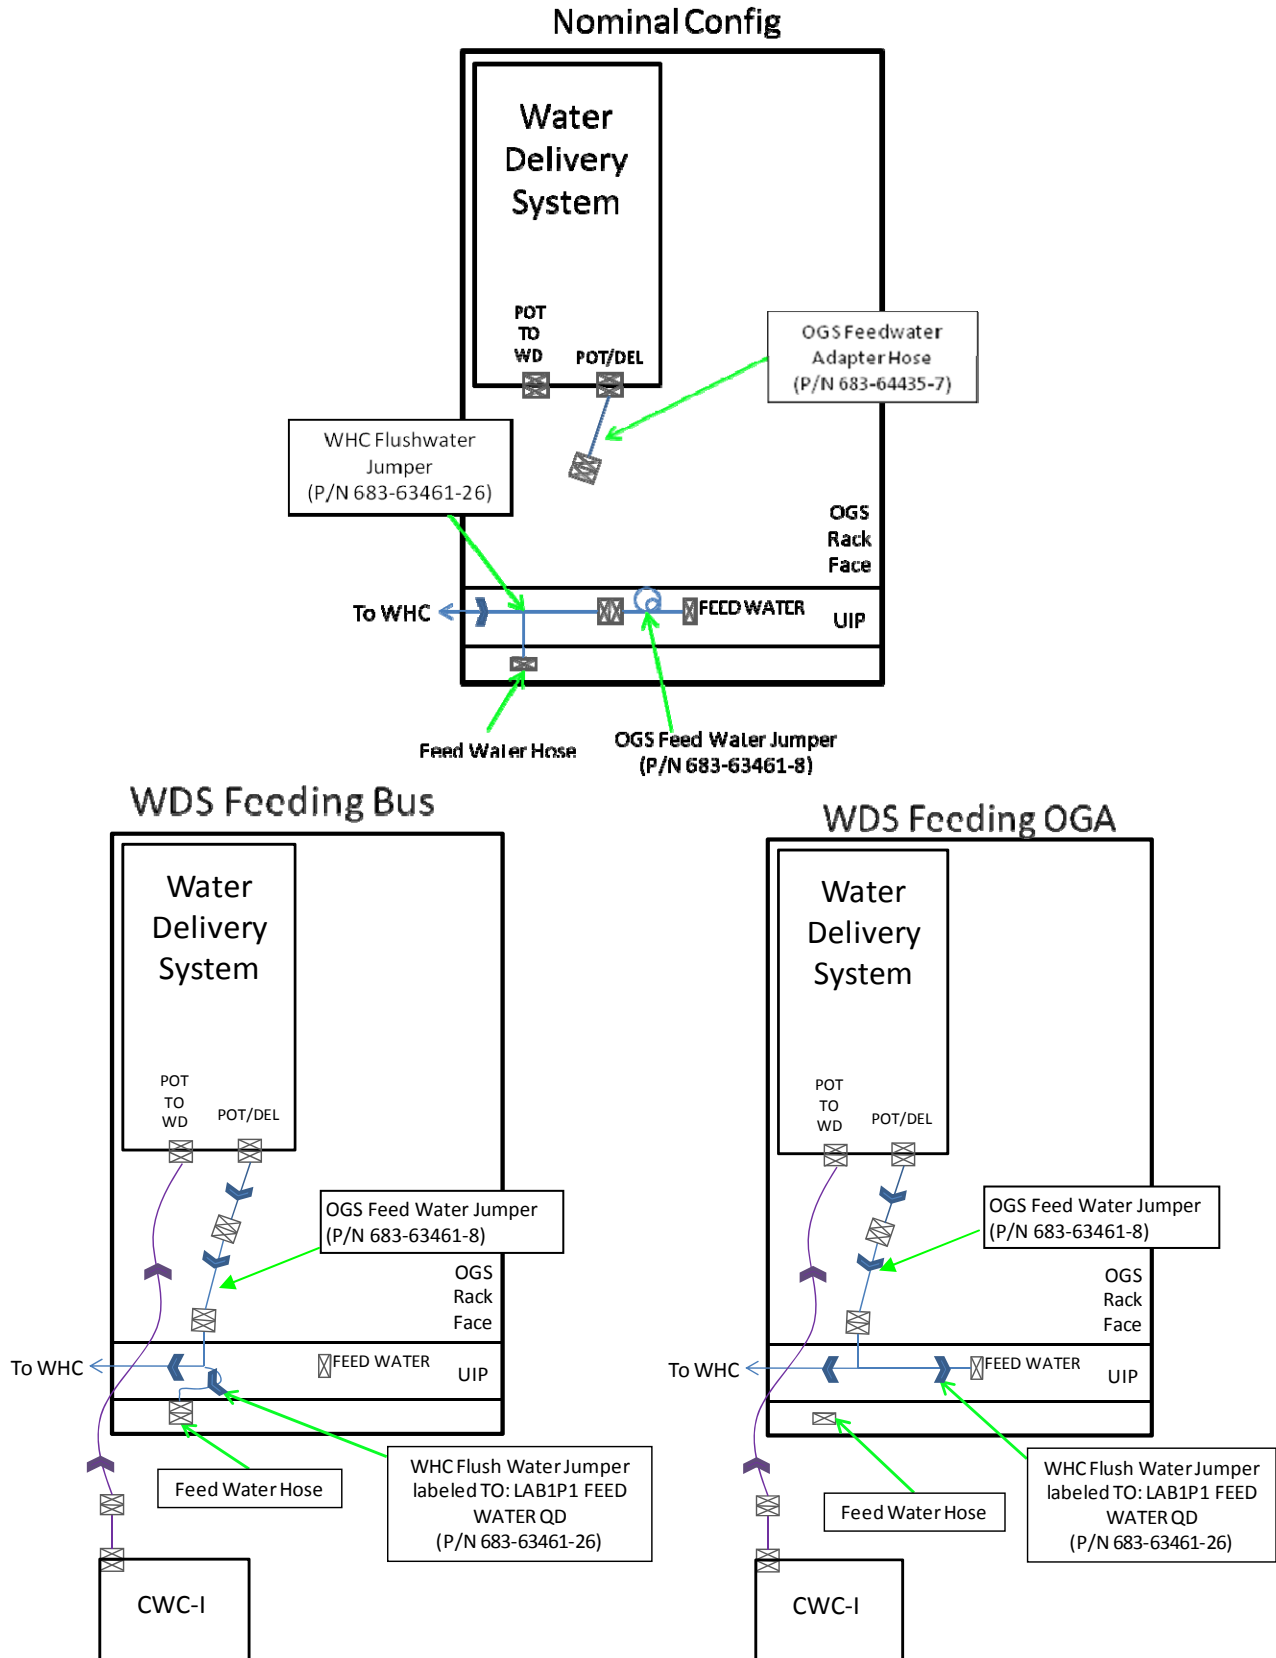 Nominal Config
Water
Delivery
System
POT
TO
WD
POT/DEL
OGS Feedwater
Adapter Hose
(P/N 683-64435-7)
WHC Flushwater
Jumper
(P/N 683-63461-26)
OGS
Rack
Face
To WHC
FEED WATER
UIP
Feed Water Hose
OGS Feed Water Jumper
(P/N 683-63461-8)
WDS Feeding Bus
Water
Delivery
System
POT
TO
WD
POT/DEL
OGS Feed Water Jumper
(P/N 683-63461-8)
OGS
Rack
Face
To WHC
FEED WATER
UIP
Feed Water Hose
WHC Flush Water Jumper
labeled TO: LAB1P1 FEED
WATER QD
(P/N 683-63461-26)
CWC-I
WDS Feeding OGA
Water
Delivery
System
POT
TO
WD
POT/DEL
OGS Feed Water Jumper
(P/N 683-63461-8)
OGS
Rack
Face
To WHC
FEED WATER
UIP
Feed Water Hose
WHC Flush Water Jumper
labeled TO: LAB1P1 FEED
WATER QD
(P/N 683-63461-26)
CWC-I